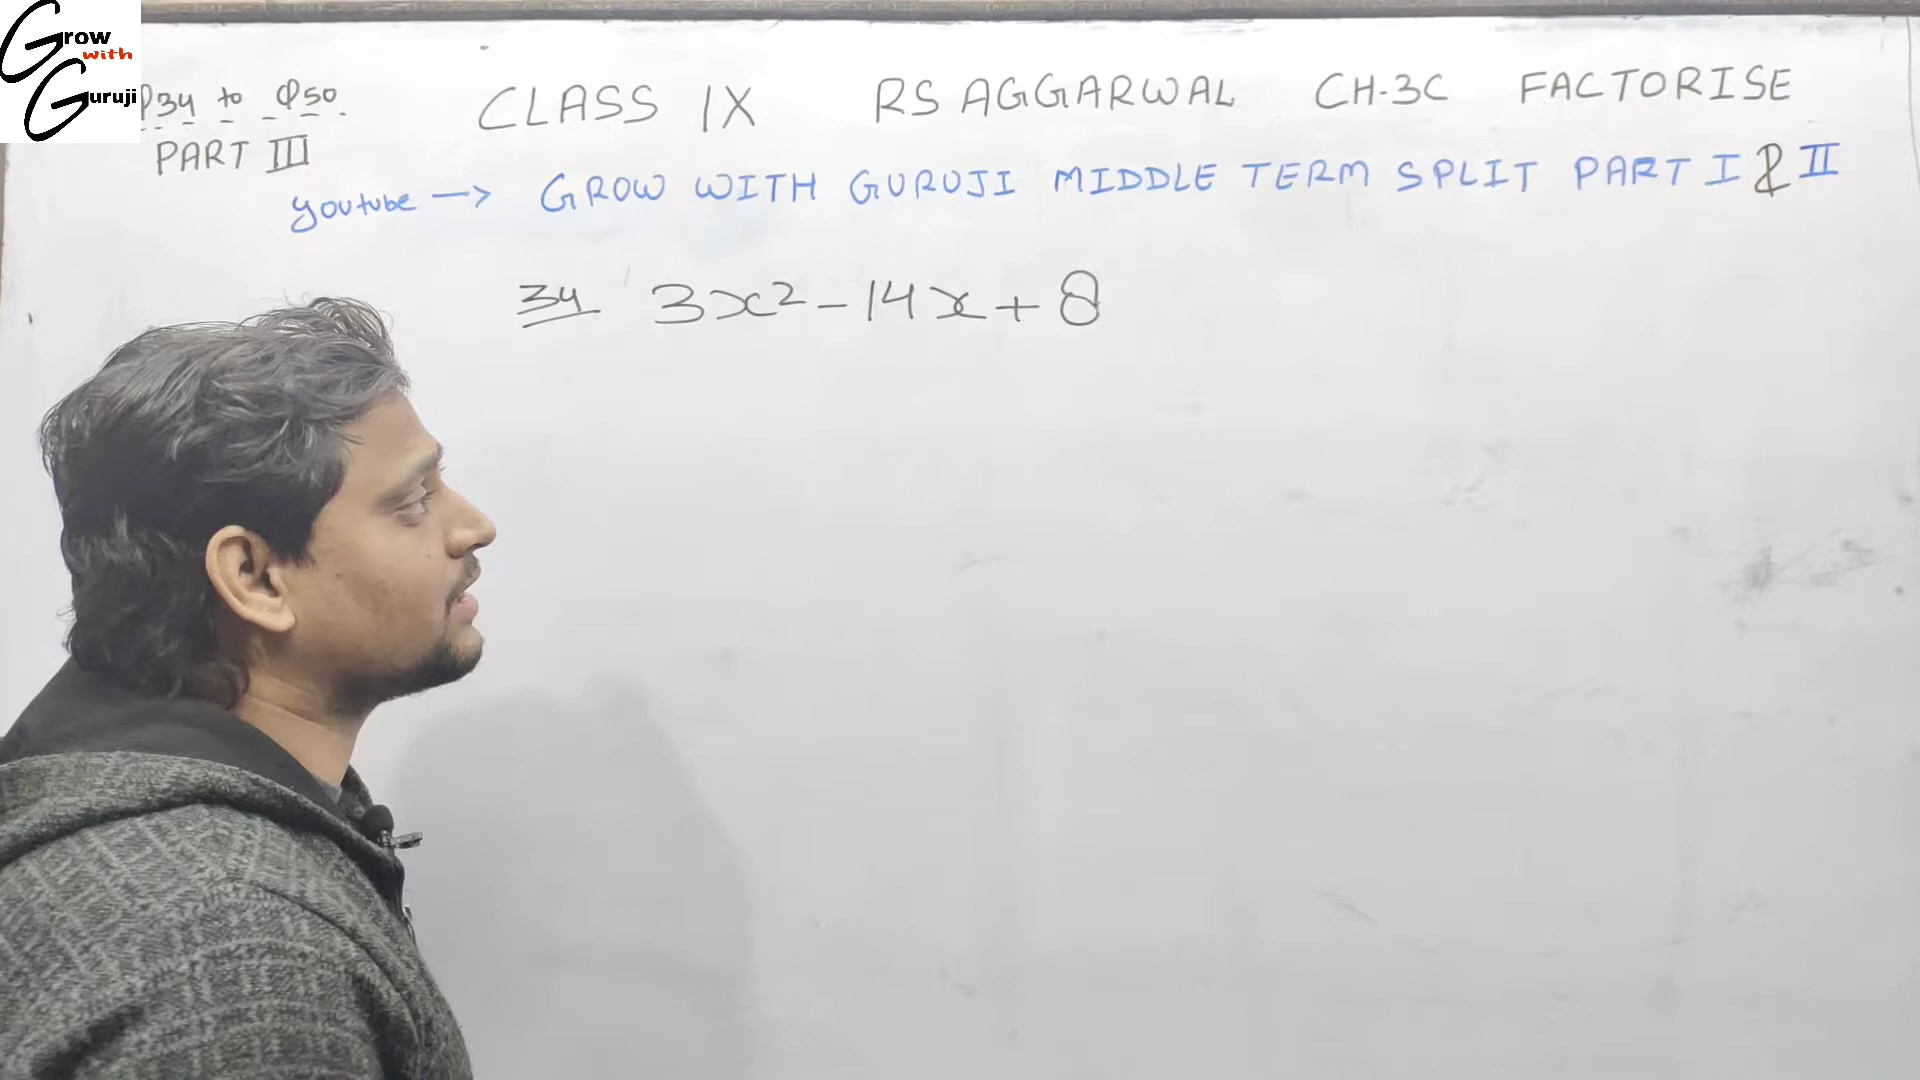 Grow
with
Guruji
Q34 to Q50.
PART III
CLASS IX RS AGGARWAL CH-3C FACTORISE
youtube → GROW WITH GURUJI MIDDLE TERM SPLIT PART I & II
34 3x² - 14x + 8